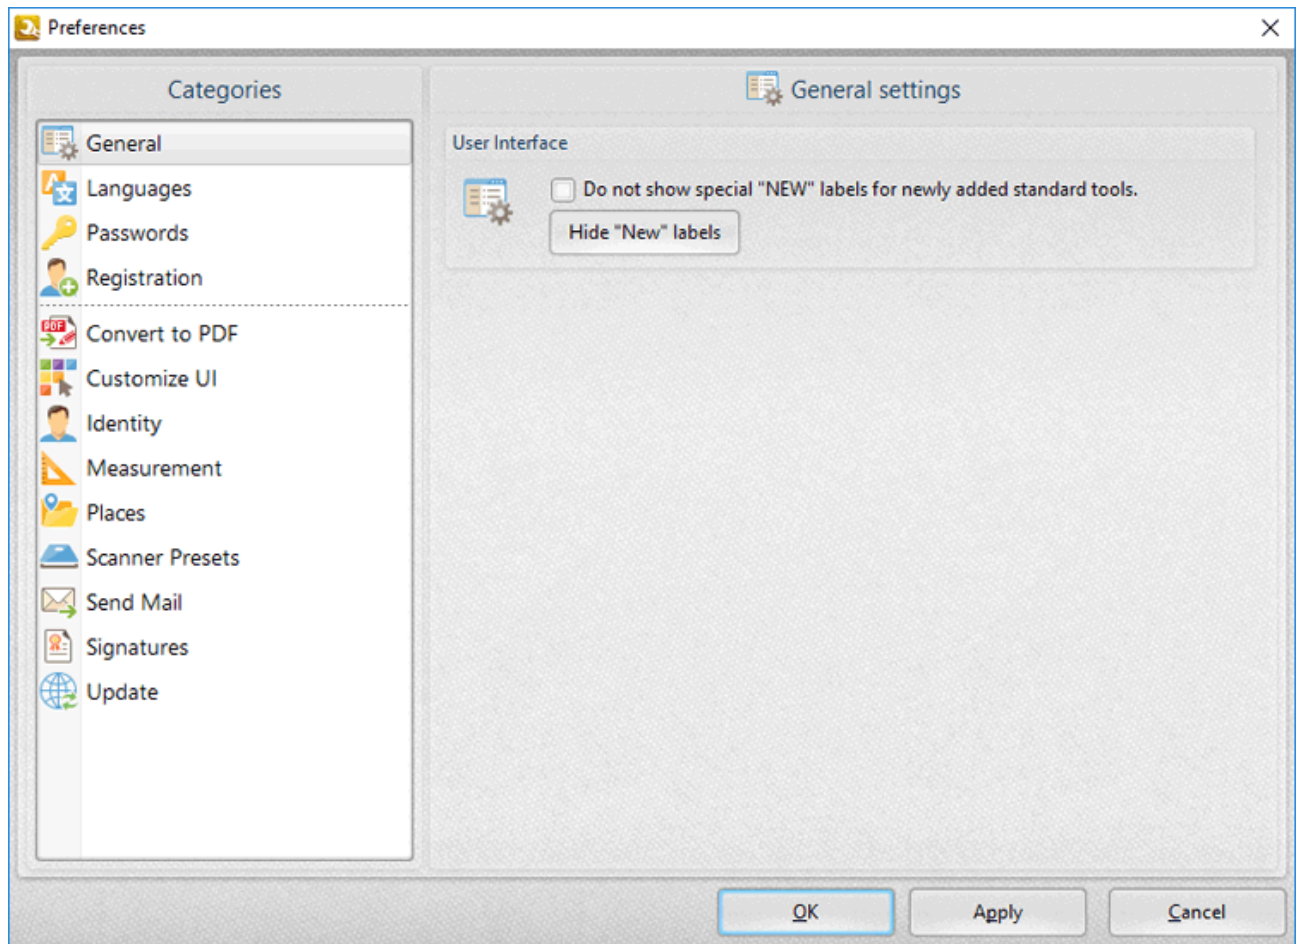 Preferences
Categories
General
Languages
Passwords
Registration
PDF
Convert to PDF
Customize UI
Identity
Measurement
Places
Scanner Presets
Send Mail
Signatures
Update
General settings
User Interface
Do not show special "NEW" labels for newly added standard tools.
Hide "New" labels
OK
Apply
Cancel